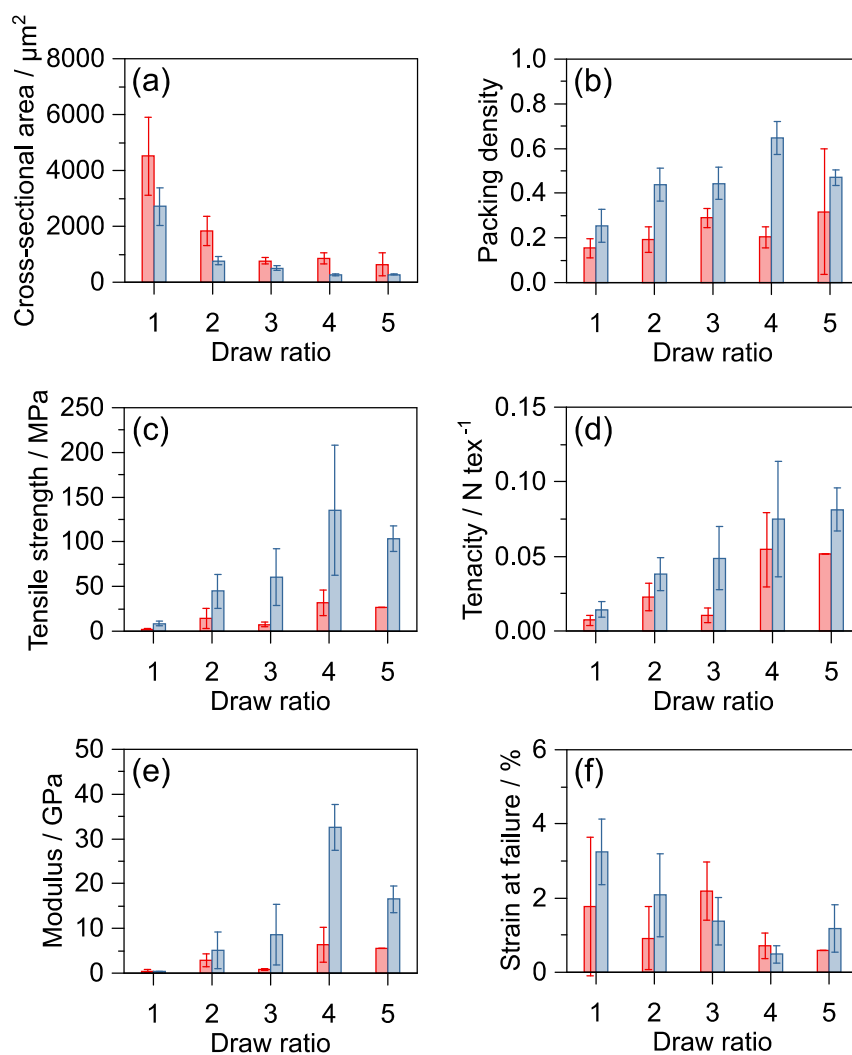 (a)
Cross-sectional area / µm²
8000
6000
4000
2000
0
1 2 3 4 5
Draw ratio
(b)
Packing density
1.0
0.8
0.6
0.4
0.2
0.0
1 2 3 4 5
Draw ratio
(c)
Tensile strength / MPa
250
200
150
100
50
0
1 2 3 4 5
Draw ratio
(d)
Tenacity / N tex⁻¹
0.15
0.10
0.05
0.00
1 2 3 4 5
Draw ratio
(e)
Modulus / GPa
50
40
30
20
10
0
1 2 3 4 5
Draw ratio
(f)
Strain at failure / %
6
4
2
0
1 2 3 4 5
Draw ratio